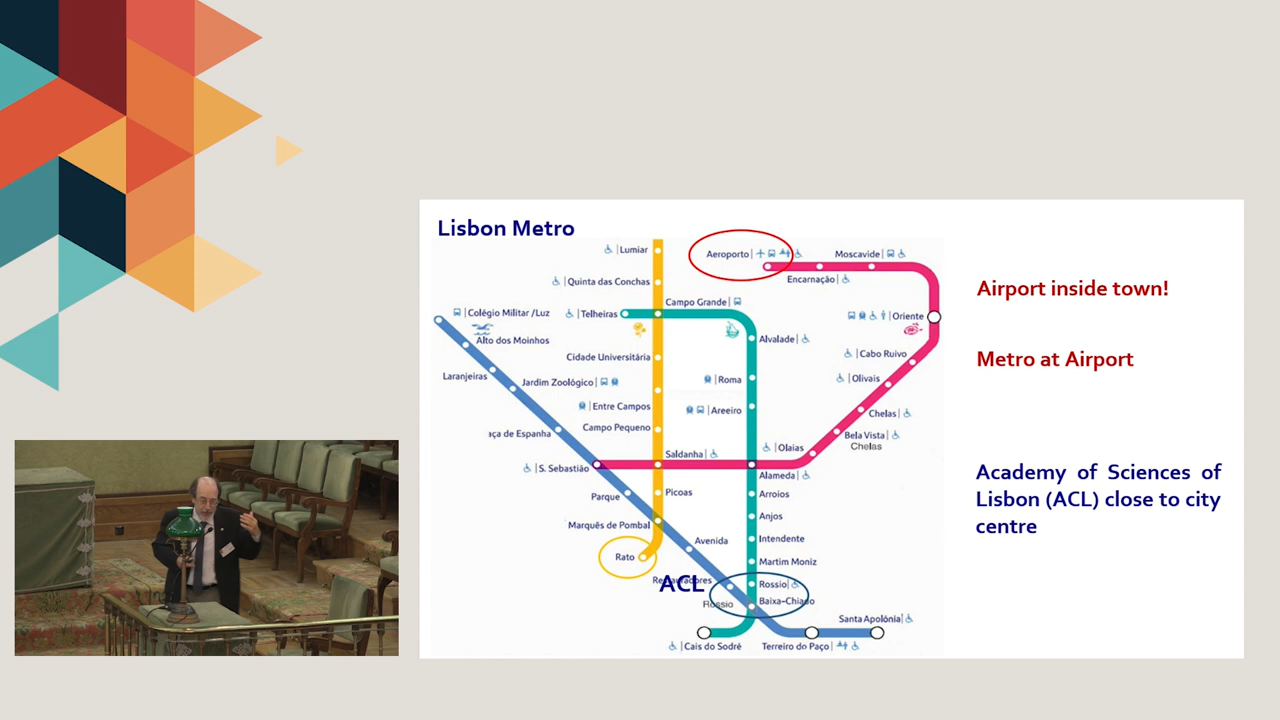 Lisbon Metro
Lumiar
Aeroporto
Moscavide
Quinta das Conchas
Encarnação
Campo Grande
Colégio Militar /Luz
Telheiras
Oriente
Alto dos Moinhos
Alvalade
Cidade Universitária
Cabo Ruivo
Laranjeiras
Jardim Zoológico
Roma
Olivais
Entre Campos
Areeiro
Chelas
aça de Espanha
Campo Pequeno
Bela Vista
Chelas
Saldanha
Olaias
S. Sebastião
Alameda
Parque
Picoas
Arroios
Marquês de Pombal
Anjos
Avenida
Intendente
Rato
Martim Moniz
Restauradores
ACL
Rossio
Rossio
Baixa-Chiado
Santa Apolónia
Cais do Sodré
Terreiro do Paço
Airport inside town!
Metro at Airport
Academy of Sciences of
Lisbon (ACL) close to city
centre